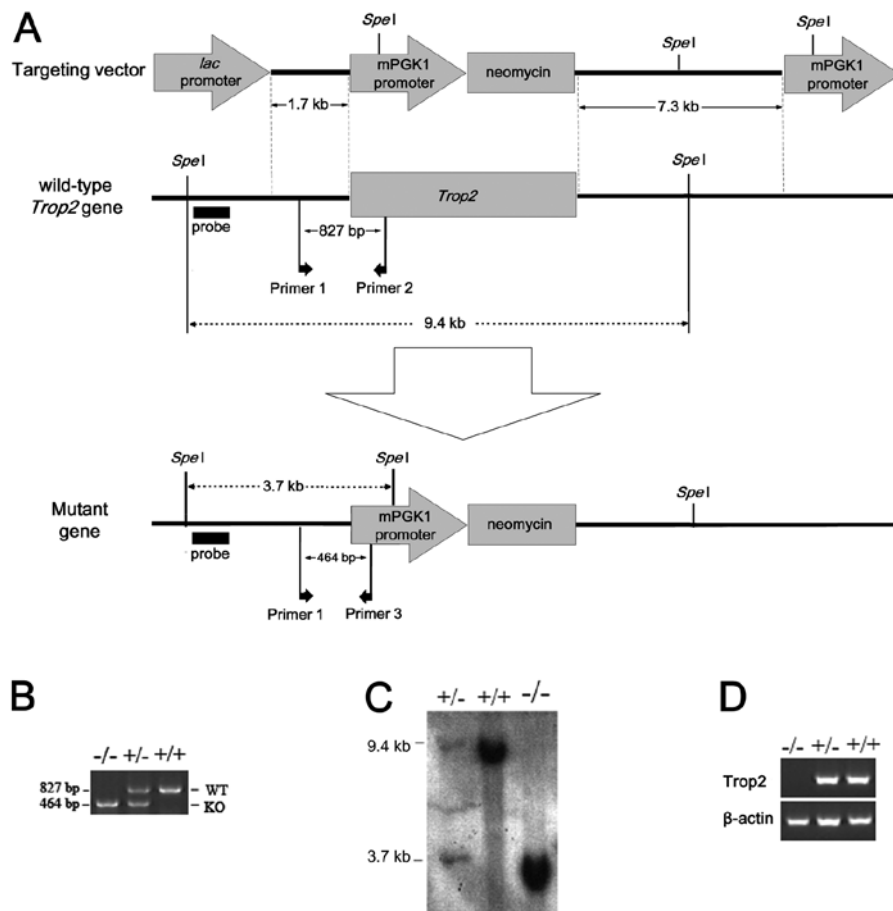 A
Targeting vector
lac
promoter
SpeI
mPGK1
promoter
neomycin
SpeI
SpeI
mPGK1
promoter
1.7 kb
7.3 kb
wild-type
Trop2 gene
SpeI
probe
Trop2
SpeI
827 bp
Primer 1
Primer 2
9.4 kb
Mutant
gene
SpeI
3.7 kb
SpeI
mPGK1
promoter
neomycin
SpeI
probe
464 bp
Primer 1
Primer 3
B
-/- +/- +/+
827 bp
464 bp
WT
KO
C
+/- +/+ -/-
9.4 kb
3.7 kb
D
-/- +/- +/+
Trop2
β-actin